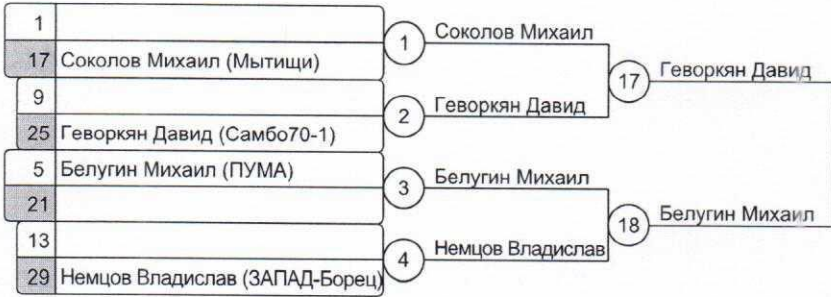 1
17 Соколов Михаил (Мытищи)
1 Соколов Михаил
9
25 Геворкян Давид (Самбо70-1)
2 Геворкян Давид
17 Геворкян Давид
5 Белугин Михаил (ПУМА)
21
3 Белугин Михаил
13
29 Немцов Владислав (ЗАПАД-Борец)
4 Немцов Владислав
18 Белугин Михаил